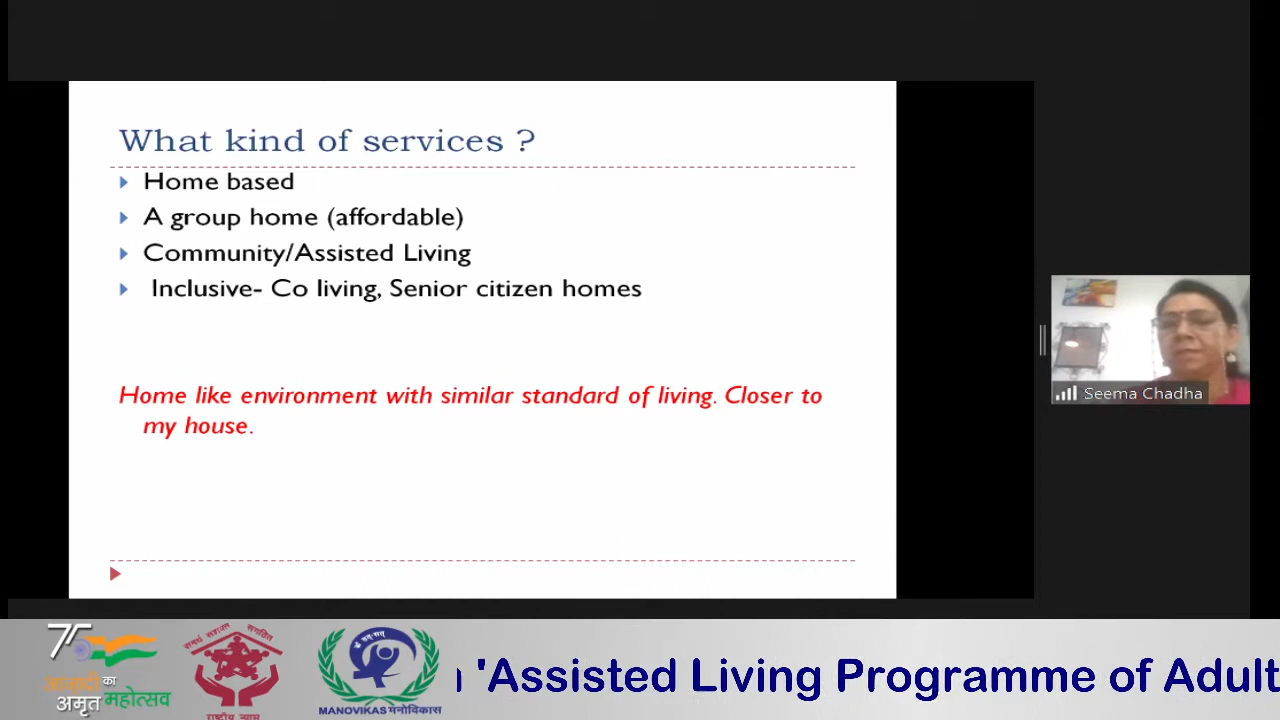 What kind of services ?
Home based
A group home (affordable)
Community/Assisted Living
Inclusive- Co living, Senior citizen homes
Home like environment with similar standard of living. Closer to
my house.
Seema Chadha
75
आज़ादी का
अमृत महोत्सव
राष्ट्रीय न्यास
MANOVIKAS मनोविकास
'Assisted Living Programme of Adult